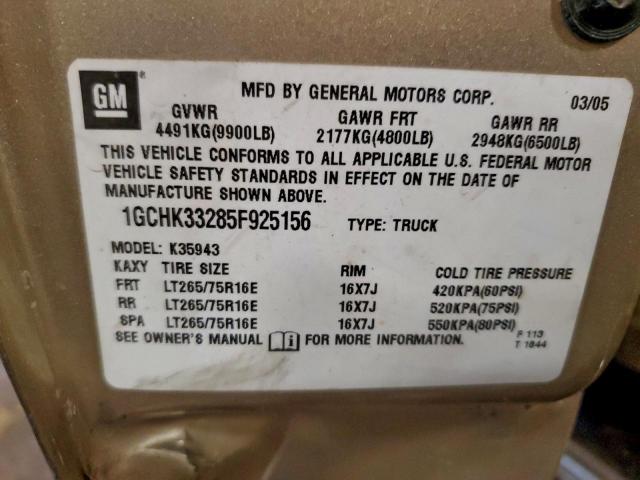 GM ®
MFD BY GENERAL MOTORS CORP. 03/05
GVWR GAWR FRT GAWR RR
4491KG(9900LB) 2177KG(4800LB) 2948KG(6500LB)
THIS VEHICLE CONFORMS TO ALL APPLICABLE U.S. FEDERAL MOTOR
VEHICLE SAFETY STANDARDS IN EFFECT ON THE DATE OF
MANUFACTURE SHOWN ABOVE.
1GCHK33285F925156 TYPE: TRUCK
MODEL: K35943
KAXY TIRE SIZE RIM COLD TIRE PRESSURE
FRT LT265/75R16E 16X7J 420KPA(60PSI)
RR LT265/75R16E 16X7J 520KPA(75PSI)
SPA LT265/75R16E 16X7J 550KPA(80PSI)
SEE OWNER'S MANUAL i FOR MORE INFORMATION. F 113
T 1844